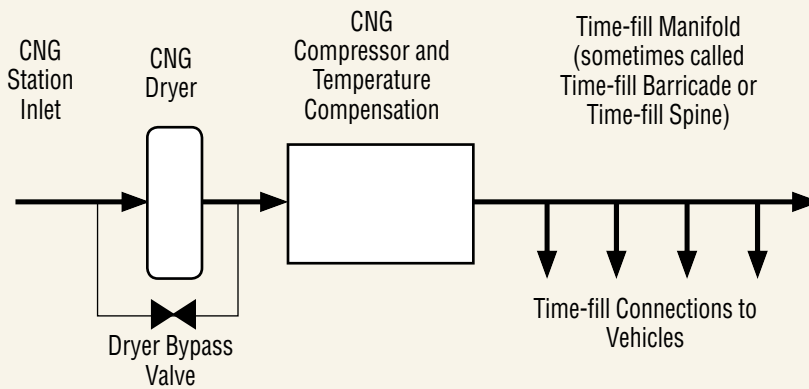 CNG
Station
Inlet
CNG
Dryer
CNG
Compressor and
Temperature
Compensation
Time-fill Manifold
(sometimes called
Time-fill Barricade or
Time-fill Spine)
Dryer Bypass
Valve
Time-fill Connections to
Vehicles